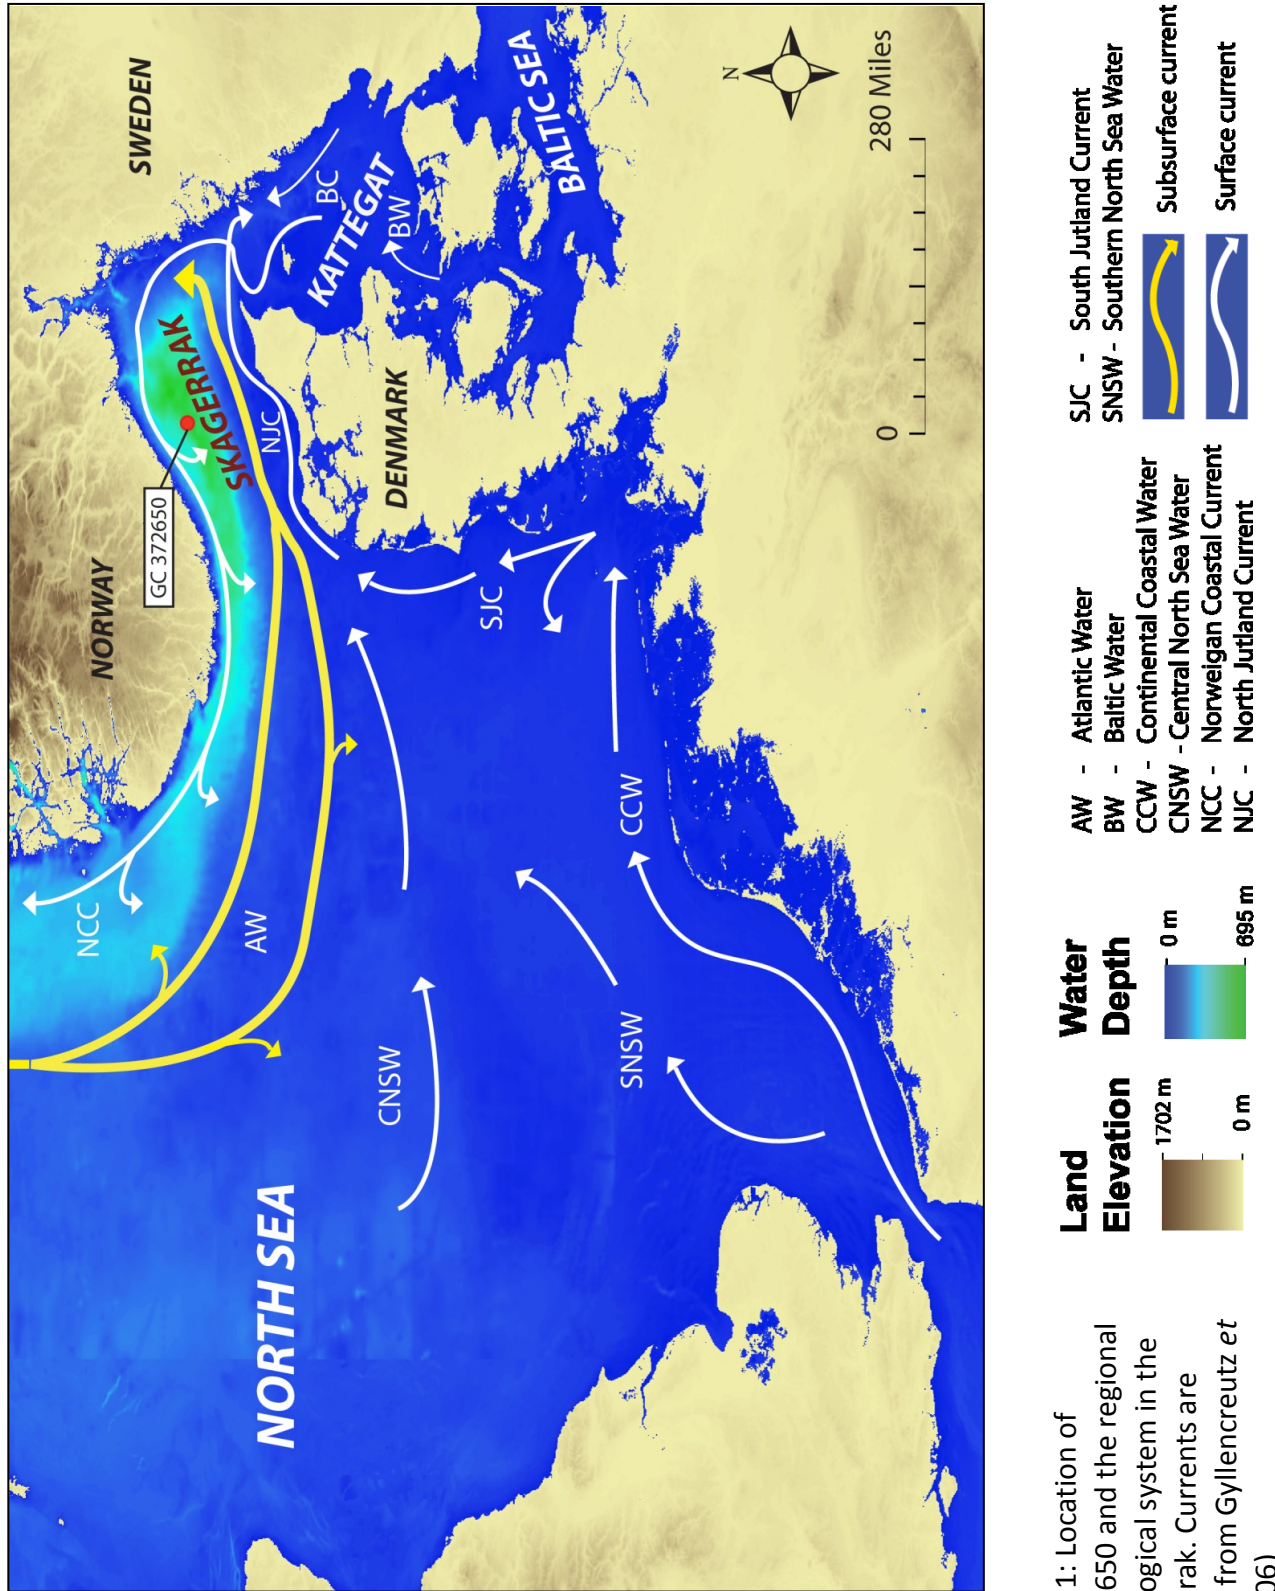 NORTH SEA
NORWAY
SWEDEN
DENMARK
SKAGERRAK
KATTEGAT
BALTIC SEA
GC 372650
NCC
AW
CNSW
SNSW
CCW
SJC
NJC
BC
BW
N
0
280 Miles
1: Location of
650 and the regional
ogical system in the
rak. Currents are
from Gyllencreutz et
06)
Land
Elevation
1702 m
0 m
Water
Depth
0 m
695 m
AW - Atlantic Water
BW - Baltic Water
CCW - Continental Coastal Water
CNSW - Central North Sea Water
NCC - Norweigan Coastal Current
NJC - North Jutland Current
SJC - South Jutland Current
SNSW - Southern North Sea Water
Subsurface current
Surface current